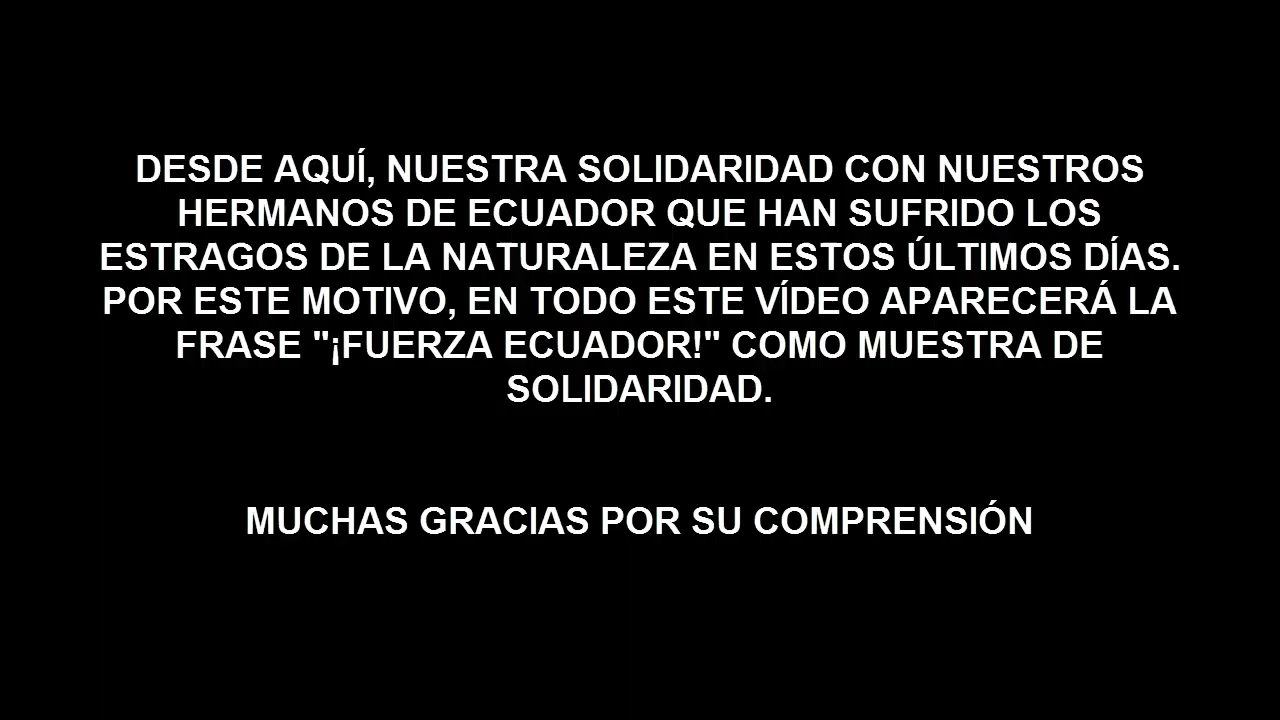 DESDE AQUÍ, NUESTRA SOLIDARIDAD CON NUESTROS
HERMANOS DE ECUADOR QUE HAN SUFRIDO LOS
ESTRAGOS DE LA NATURALEZA EN ESTOS ÚLTIMOS DÍAS.
POR ESTE MOTIVO, EN TODO ESTE VÍDEO APARECERÁ LA
FRASE "¡FUERZA ECUADOR!" COMO MUESTRA DE
SOLIDARIDAD.
MUCHAS GRACIAS POR SU COMPRENSIÓN